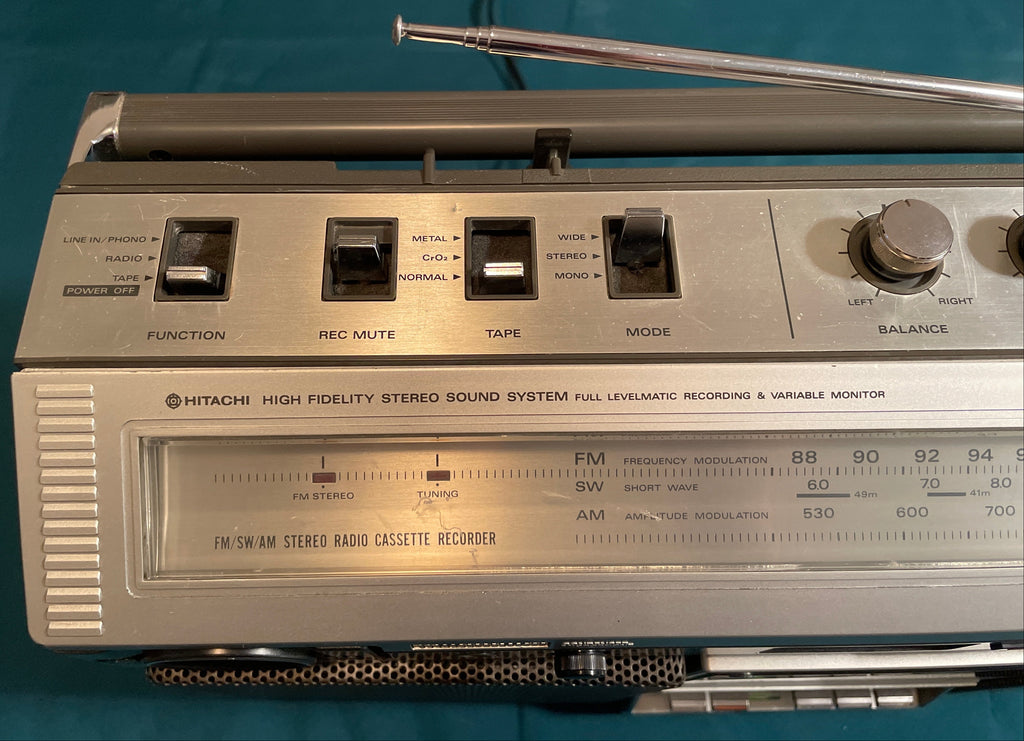 LINE IN/PHONO
RADIO
TAPE
POWER OFF
FUNCTION
REC MUTE
METAL
CrO₂
NORMAL
TAPE
WIDE
STEREO
MONO
MODE
LEFT RIGHT
BALANCE
HITACHI HIGH FIDELITY STEREO SOUND SYSTEM FULL LEVELMATIC RECORDING & VARIABLE MONITOR
FM FREQUENCY MODULATION 88 90 92 94
FM STEREO TUNING
SW SHORT WAVE 6.0 49m 7.0 41m 8.0
AM AMPLITUDE MODULATION 530 600 700
FM/SW/AM STEREO RADIO CASSETTE RECORDER